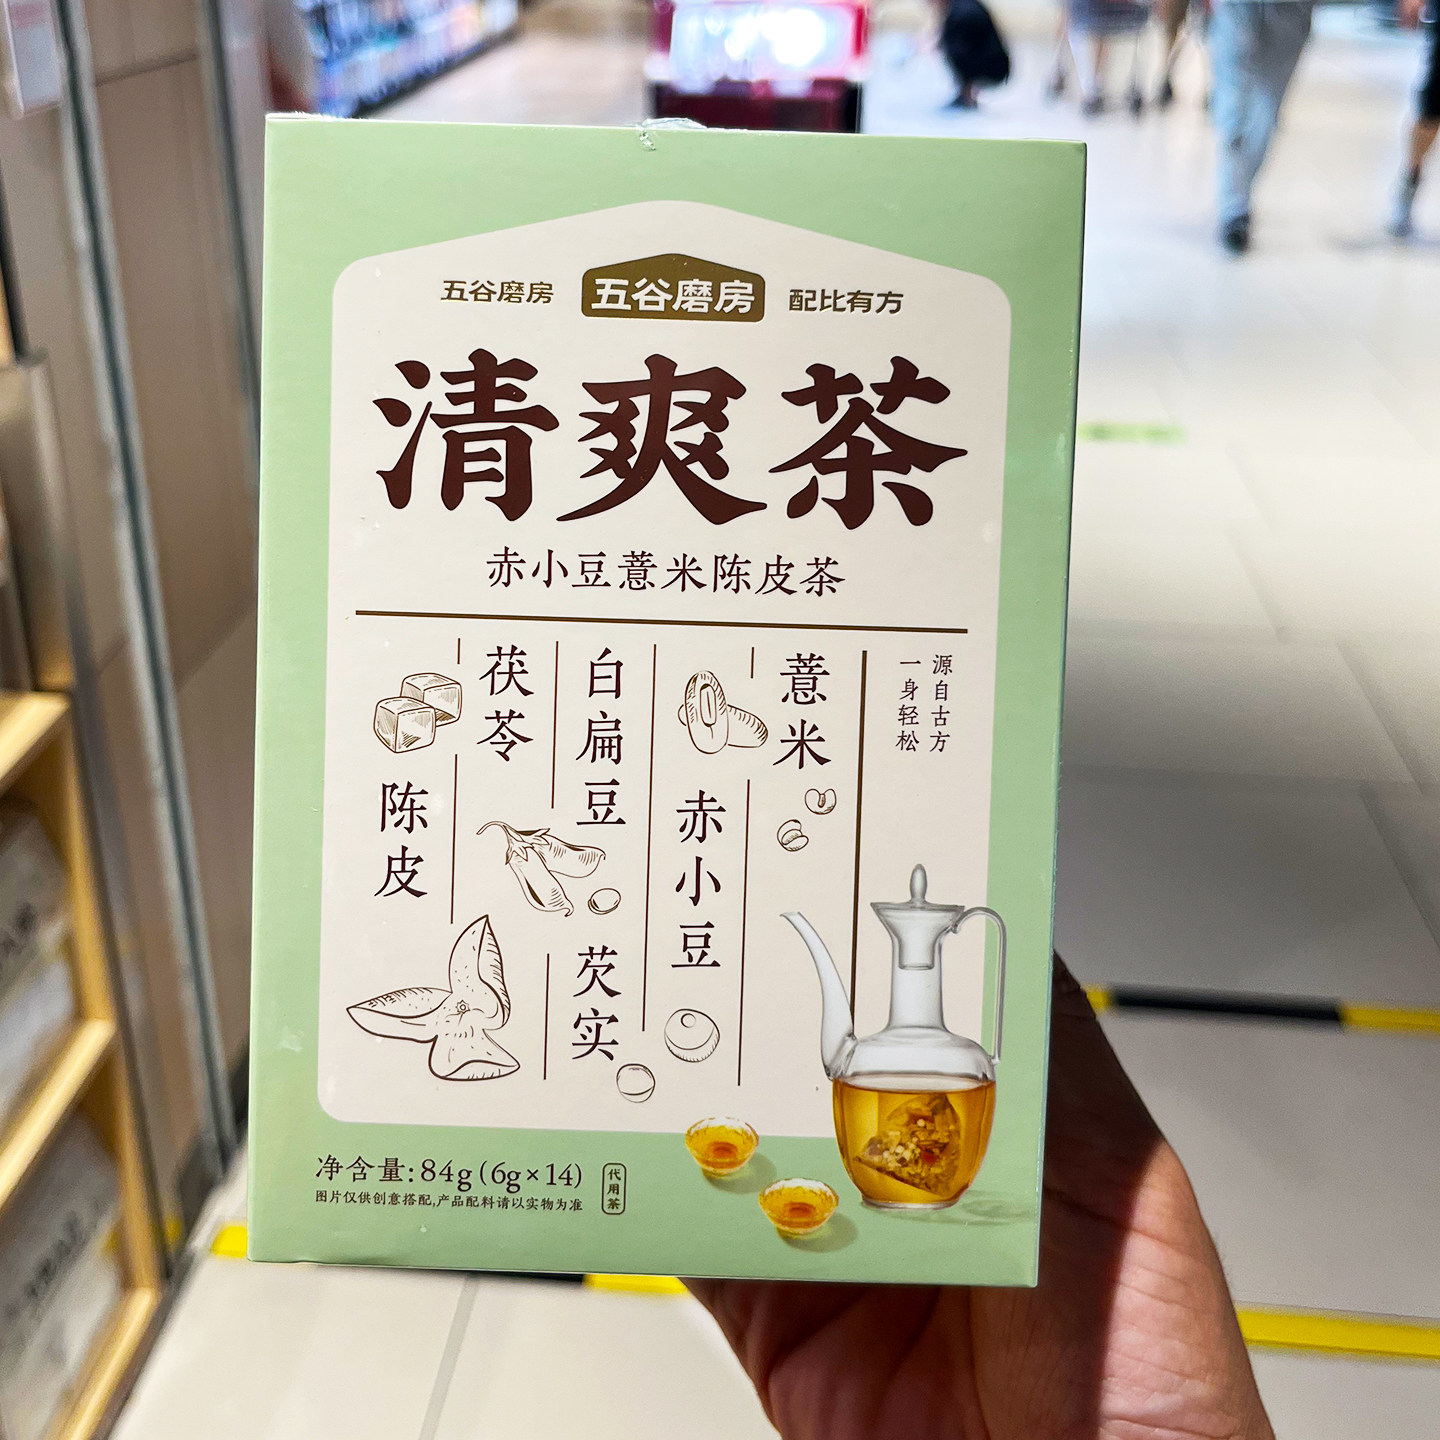 五谷磨房 五谷磨房 配比有方
清爽茶
赤小豆薏米陈皮茶
源自古方
一身轻松
薏米
赤小豆
白扁豆
芡实
茯苓
陈皮
净含量:84g(6g×14)
代用茶
图片仅供创意搭配,产品配料请以实物为准